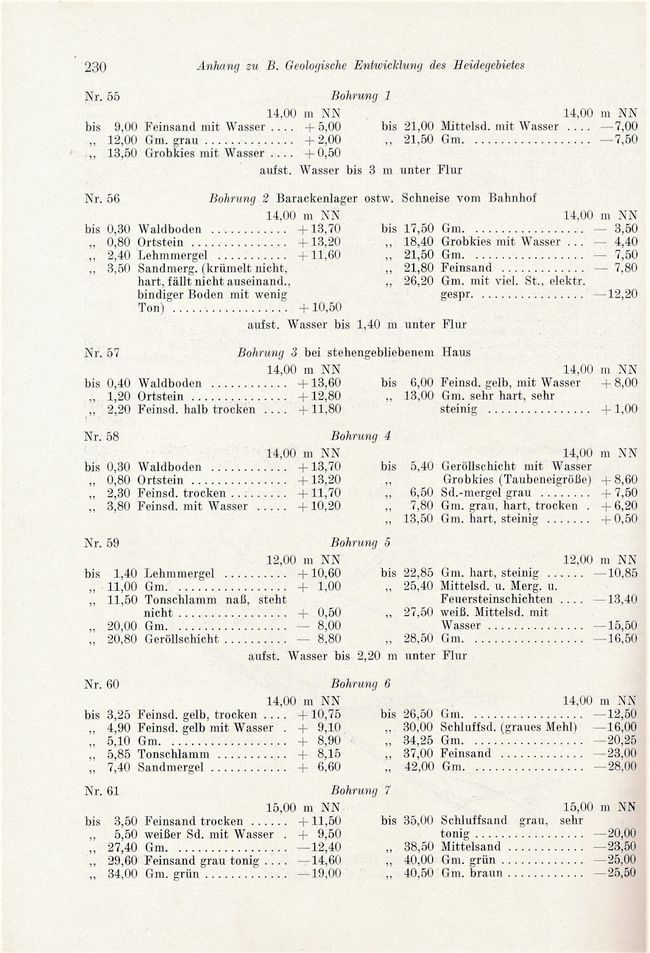 230 Anhang zu B. Geologische Entwicklung des Heidegebietes
Nr. 55 Bohrung 1
14,00 m NN
bis 9,00 Feinsand mit Wasser .... + 5,00
„ 12,00 Gm. grau .............. + 2,00
„ 13,50 Grobkies mit Wasser .... + 0,50
14,00 m NN
bis 21,00 Mittelsd. mit Wasser .... —7,00
„ 21,50 Gm. .................. —7,50
aufst. Wasser bis 3 m unter Flur
Nr. 56 Bohrung 2 Barackenlager ostw. Schneise vom Bahnhof
14,00 m NN
bis 0,30 Waldboden ............ + 13,70
„ 0,80 Ortstein ............... + 13,20
„ 2,40 Lehmmergel ........... + 11,60
„ 3,50 Sandmerg. (krümelt nicht,
hart, fällt nicht auseinand.,
bindiger Boden mit wenig
Ton) .................. + 10,50
14,00 m NN
bis 17,50 Gm. .................. — 3,50
„ 18,40 Grobkies mit Wasser ... — 4,40
„ 21,50 Gm. .................. — 7,50
„ 21,80 Feinsand ............. — 7,80
„ 26,20 Gm. mit viel. St., elektr.
gespr. ................. —12,20
aufst. Wasser bis 1,40 m unter Flur
Nr. 57 Bohrung 3 bei stehengebliebenem Haus
14,00 m NN
bis 0,40 Waldboden ............ + 13,60
„ 1,20 Ortstein ............... + 12,80
„ 2,20 Feinsd. halb trocken .... + 11,80
14,00 m NN
bis 6,00 Feinsd. gelb, mit Wasser + 8,00
„ 13,00 Gm. sehr hart, sehr
steinig ................ + 1,00
Nr. 58 Bohrung 4
14,00 m NN
bis 0,30 Waldboden ............ + 13,70
„ 0,80 Ortstein ............... + 13,20
„ 2,30 Feinsd. trocken ......... + 11,70
„ 3,80 Feinsd. mit Wasser ..... + 10,20
14,00 m NN
bis 5,40 Geröllschicht mit Wasser
„ Grobkies (Taubeneigröße) + 8,60
„ 6,50 Sd.-mergel grau ........ + 7,50
„ 7,80 Gm. grau, hart, trocken . + 6,20
„ 13,50 Gm. hart, steinig ....... + 0,50
Nr. 59 Bohrung 5
12,00 m NN
bis 1,40 Lehmmergel .......... + 10,60
„ 11,00 Gm. .................. + 1,00
„ 11,50 Tonschlamm naß, steht
nicht ................. + 0,50
„ 20,00 Gm. ................. — 8,00
„ 20,80 Geröllschicht .......... — 8,80
12,00 m NN
bis 22,85 Gm. hart, steinig ...... —10,85
„ 25,40 Mittelsd. u. Merg. u.
Feuersteinschichten .... —13,40
„ 27,50 weiß. Mittelsd. mit
Wasser ................ —15,50
„ 28,50 Gm. ................. —16,50
aufst. Wasser bis 2,20 m unter Flur
Nr. 60 Bohrung 6
14,00 m NN
bis 3,25 Feinsd. gelb, trocken .... + 10,75
„ 4,90 Feinsd. gelb mit Wasser . + 9,10
„ 5,10 Gm. .................. + 8,90
„ 5,85 Tonschlamm ........... + 8,15
„ 7,40 Sandmergel ............ + 6,60
14,00 m NN
bis 26,50 Gm. .................. —12,50
„ 30,00 Schluffsd. (graues Mehl) —16,00
„ 34,25 Gm. .................. —20,25
„ 37,00 Feinsand .............. —23,00
„ 42,00 Gm. .................. —28,00
Nr. 61 Bohrung 7
15,00 m NN
bis 3,50 Feinsand trocken ...... + 11,50
„ 5,50 weißer Sd. mit Wasser . + 9,50
„ 27,40 Gm. .................. —12,40
„ 29,60 Feinsand grau tonig .... —14,60
„ 34,00 Gm. grün .............. —19,00
15,00 m NN
bis 35,00 Schluffsand grau, sehr
tonig .................. —20,00
„ 38,50 Mittelsand ............. —23,50
„ 40,00 Gm. grün ............. —25,00
„ 40,50 Gm. braun ............ —25,50